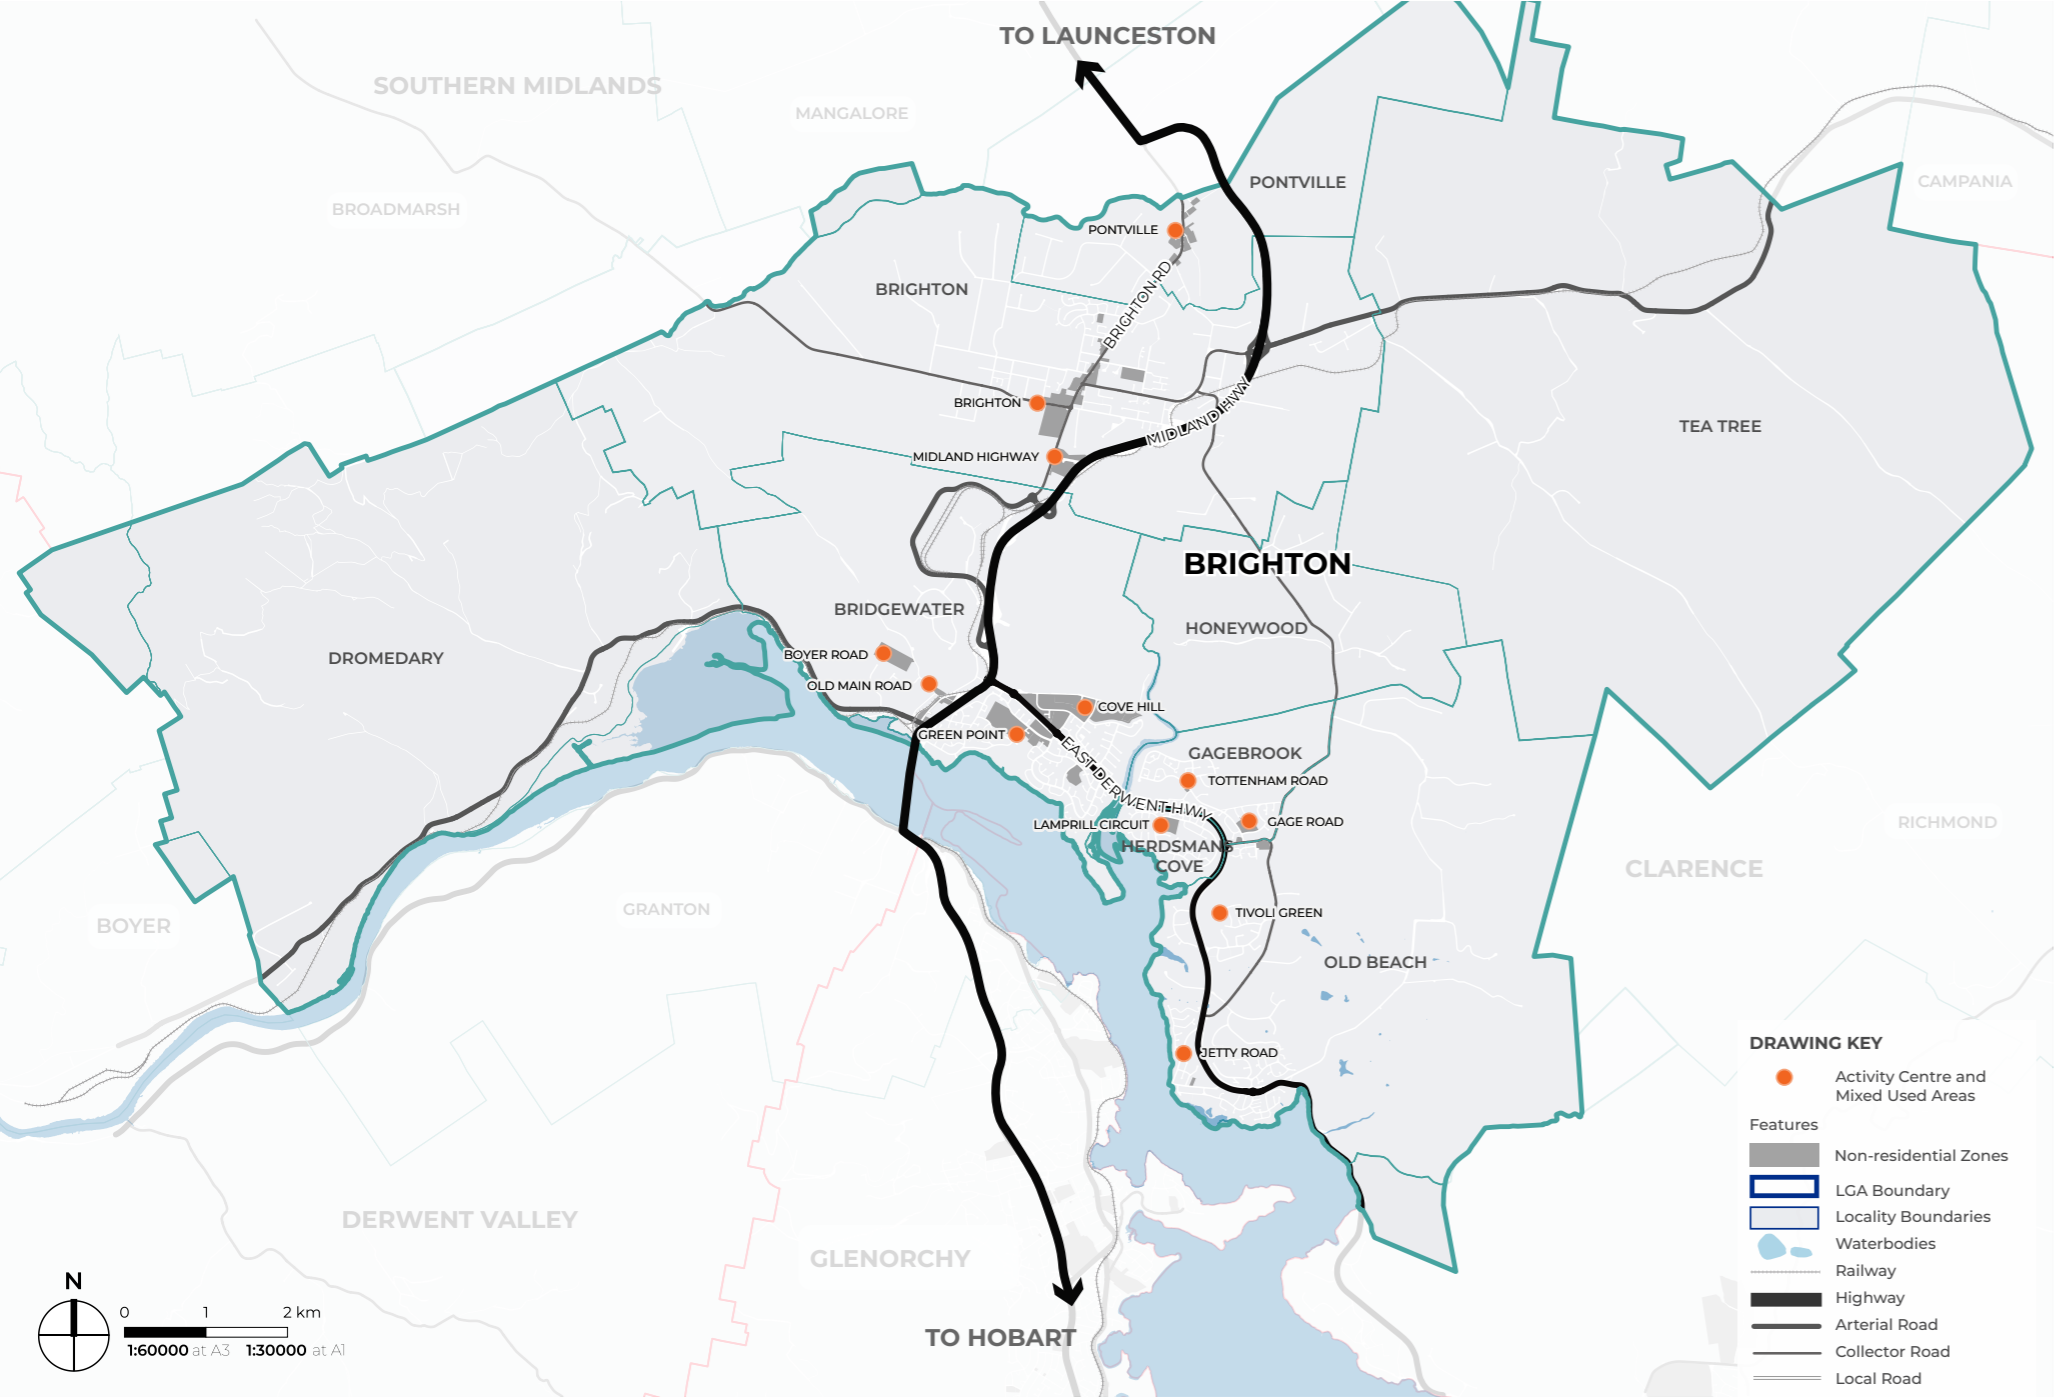 TO LAUNCESTON
SOUTHERN MIDLANDS
MANGALORE
PONTVILLE
CAMPANIA
BROADMARSH
PONTVILLE
BRIGHTON
BRIGHTON RD
BRIGHTON
MIDLAND HWY
TEA TREE
MIDLAND HIGHWAY
BRIGHTON
BRIDGEWATER
HONEYWOOD
DROMEDARY
BOYER ROAD
OLD MAIN ROAD
COVE HILL
GREEN POINT
EAST DERWENT HWY
GAGEBROOK
TOTTENHAM ROAD
LAMPRILL CIRCUIT
GAGE ROAD
RICHMOND
HERDSMANS
COVE
CLARENCE
BOYER
GRANTON
TIVOLI GREEN
OLD BEACH
JETTY ROAD
DERWENT VALLEY
GLENORCHY
TO HOBART
N
0 1 2 km
1:60000 at A3 1:30000 at A1
DRAWING KEY
Activity Centre and
Mixed Used Areas
Features
Non-residential Zones
LGA Boundary
Locality Boundaries
Waterbodies
Railway
Highway
Arterial Road
Collector Road
Local Road